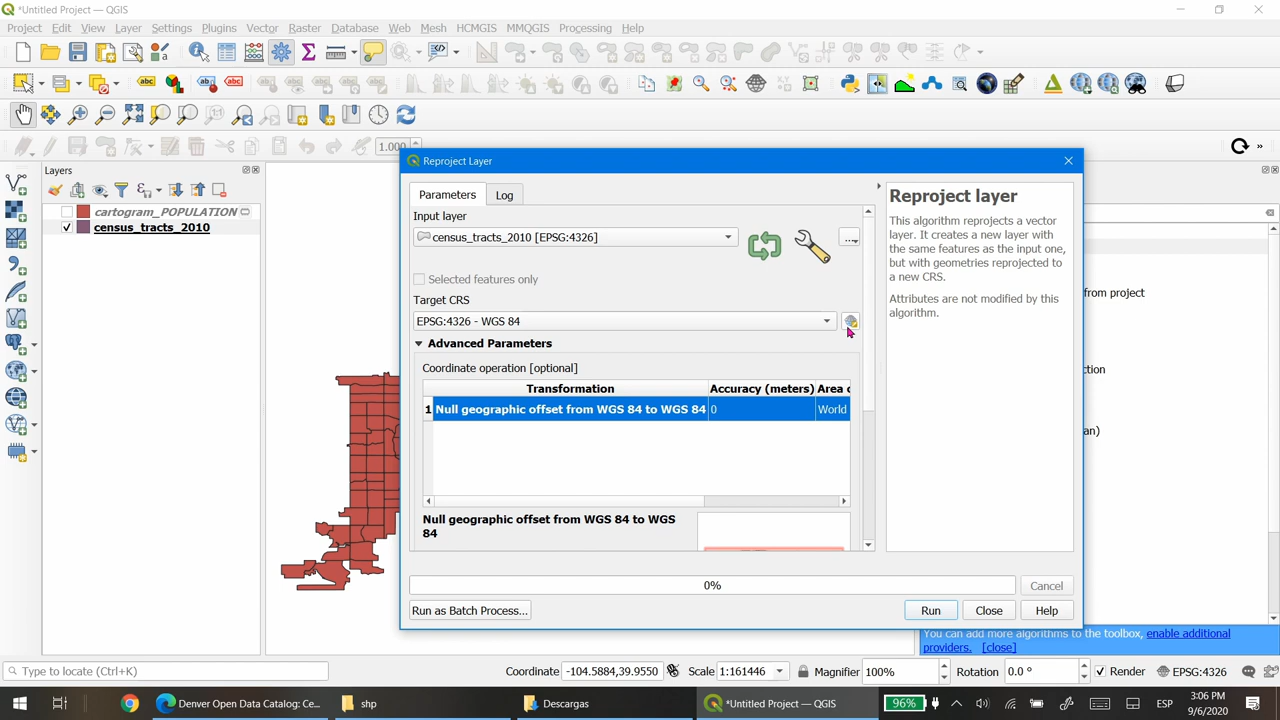 *Untitled Project — QGIS
Project Edit View Layer Settings Plugins Vector Raster Database Web Mesh HCMGIS MMQGIS Processing Help
1.000
Layers
cartogram_POPULATION
census_tracts_2010
Reproject Layer
Parameters Log
Input layer
census_tracts_2010 [EPSG:4326]
Selected features only
Target CRS
EPSG:4326 - WGS 84
Advanced Parameters
Coordinate operation [optional]
Transformation Accuracy (meters) Area o
1 Null geographic offset from WGS 84 to WGS 84 0 World
Null geographic offset from WGS 84 to WGS
84
Reproject layer
This algorithm reprojects a vector
layer. It creates a new layer with
the same features as the input one,
but with geometries reprojected to
a new CRS.
Attributes are not modified by this
algorithm.
from project
ction
an)
0%
Cancel
Run as Batch Process...
Run Close Help
You can add more algorithms to the toolbox, enable additional
providers. [close]
Type to locate (Ctrl+K)
Coordinate -104.5884,39.9550 Scale 1:161446 Magnifier 100% Rotation 0.0 ° Render EPSG:4326
Denver Open Data Catalog: Ce... shp Descargas *Untitled Project — QGIS 96% ESP
3:06 PM
9/6/2020